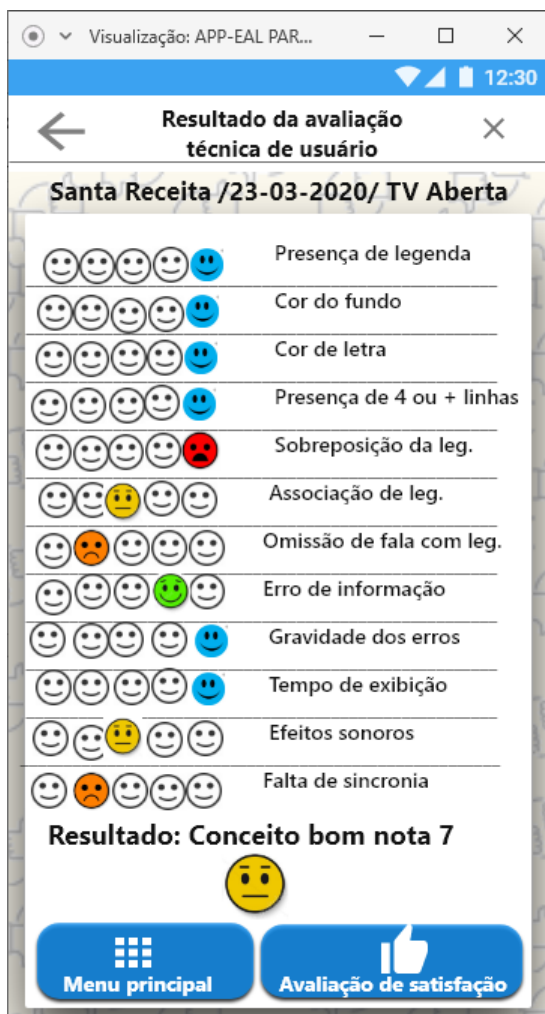 Visualização: APP-EAL PAR...
12:30
Resultado da avaliação
técnica de usuário
Santa Receita /23-03-2020/ TV Aberta
Presença de legenda
Cor do fundo
Cor de letra
Presença de 4 ou + linhas
Sobreposição da leg.
Associação de leg.
Omissão de fala com leg.
Erro de informação
Gravidade dos erros
Tempo de exibição
Efeitos sonoros
Falta de sincronia
Resultado: Conceito bom nota 7
Menu principal
Avaliação de satisfação